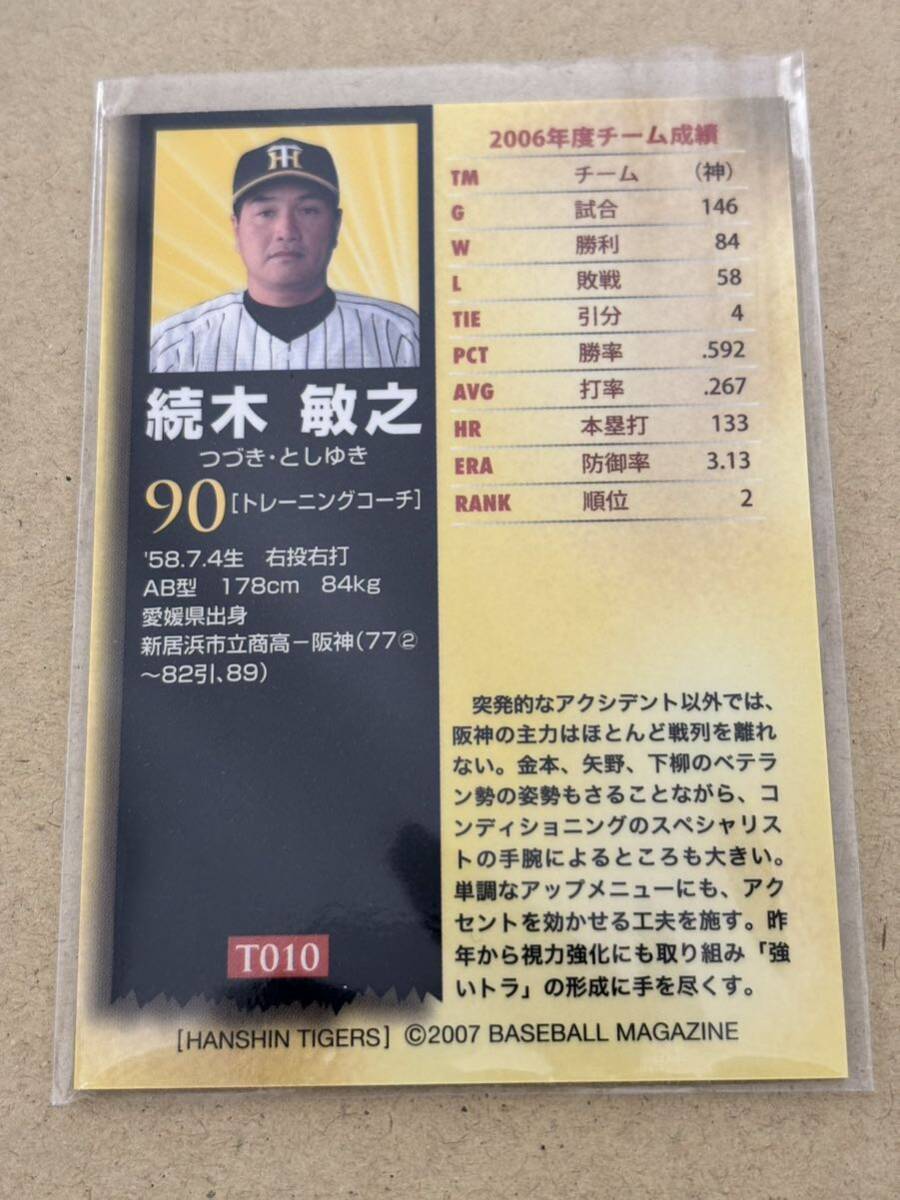 TH
続木 敏之
つづき・としゆき
90 [トレーニングコーチ]
'58.7.4生 右投右打
AB型 178cm 84kg
愛媛県出身
新居浜市立商高－阪神(77②
〜82引、89)
T010
2006年度チーム成績
TM チーム （神）
G 試合 146
W 勝利 84
L 敗戦 58
TIE 引分 4
PCT 勝率 .592
AVG 打率 .267
HR 本塁打 133
ERA 防御率 3.13
RANK 順位 2
突発的なアクシデント以外では、
阪神の主力はほとんど戦列を離れ
ない。金本、矢野、下柳のベテラ
ン勢の姿勢もさることながら、コ
ンディショニングのスペシャリス
トの手腕によるところも大きい。
単調なアップメニューにも、アク
セントを効かせる工夫を施す。昨
年から視力強化にも取り組み「強
いトラ」の形成に手を尽くす。
[HANSHIN TIGERS] ©2007 BASEBALL MAGAZINE